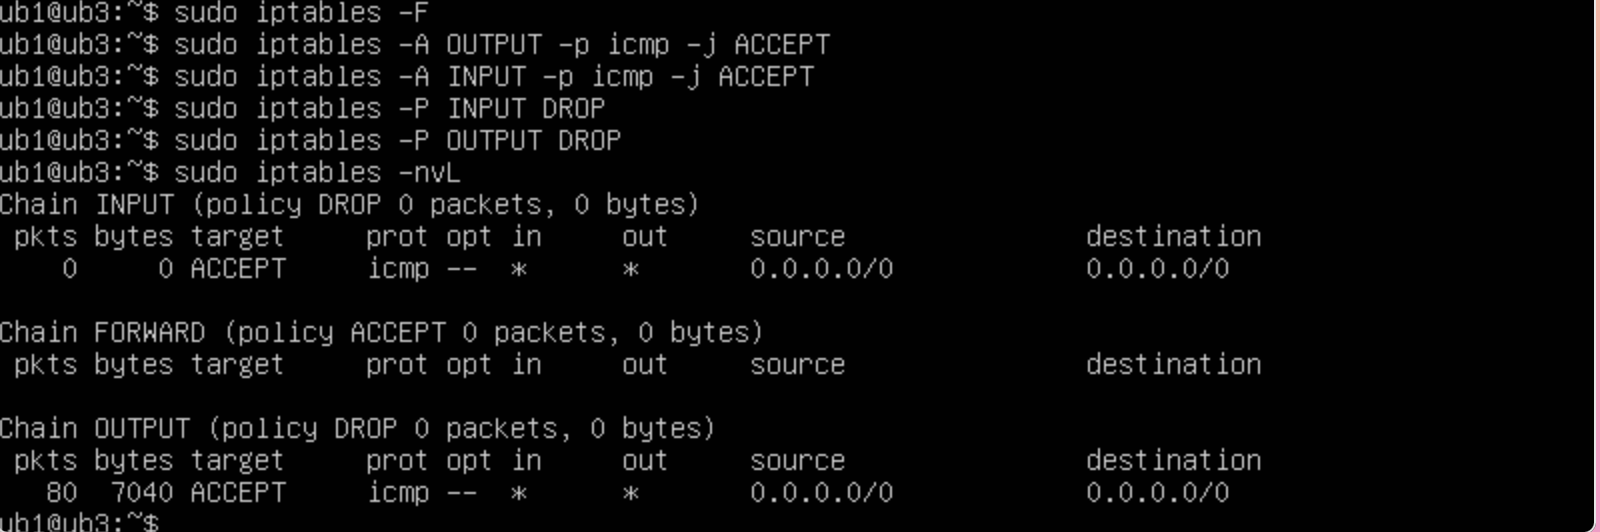 ub1@ub3:~$ sudo iptables -F
ub1@ub3:~$ sudo iptables -A OUTPUT -p icmp -j ACCEPT
ub1@ub3:~$ sudo iptables -A INPUT -p icmp -j ACCEPT
ub1@ub3:~$ sudo iptables -P INPUT DROP
ub1@ub3:~$ sudo iptables -P OUTPUT DROP
ub1@ub3:~$ sudo iptables -nvL
Chain INPUT (policy DROP 0 packets, 0 bytes)
 pkts bytes target     prot opt in     out     source               destination
    0     0 ACCEPT     icmp --  *      *       0.0.0.0/0            0.0.0.0/0

Chain FORWARD (policy ACCEPT 0 packets, 0 bytes)
 pkts bytes target     prot opt in     out     source               destination

Chain OUTPUT (policy DROP 0 packets, 0 bytes)
 pkts bytes target     prot opt in     out     source               destination
   80  7040 ACCEPT     icmp --  *      *       0.0.0.0/0            0.0.0.0/0
ub1@ub3:~$